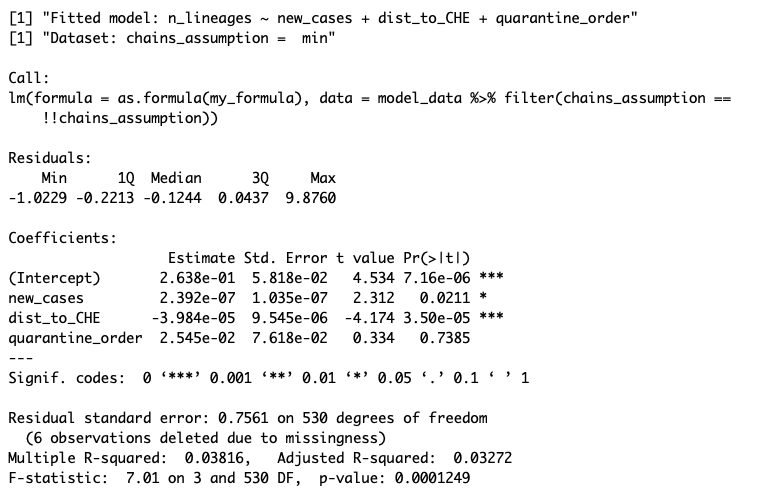 [1] "Fitted model: n_lineages ~ new_cases + dist_to_CHE + quarantine_order"
[1] "Dataset: chains_assumption =  min"
Call:
lm(formula = as.formula(my_formula), data = model_data %>% filter(chains_assumption ==
    !!chains_assumption))
Residuals:
    Min      1Q  Median      3Q     Max
-1.0229 -0.2213 -0.1244  0.0437  9.8760
Coefficients:
                   Estimate Std. Error t value Pr(>|t|)
(Intercept)       2.638e-01  5.818e-02   4.534 7.16e-06 ***
new_cases         2.392e-07  1.035e-07   2.312   0.0211 *
dist_to_CHE      -3.984e-05  9.545e-06  -4.174 3.50e-05 ***
quarantine_order  2.545e-02  7.618e-02   0.334   0.7385
---
Signif. codes:  0 ‘***’ 0.001 ‘**’ 0.01 ‘*’ 0.05 ‘.’ 0.1 ‘ ’ 1
Residual standard error: 0.7561 on 530 degrees of freedom
  (6 observations deleted due to missingness)
Multiple R-squared:  0.03816,	Adjusted R-squared:  0.03272
F-statistic:  7.01 on 3 and 530 DF,  p-value: 0.0001249